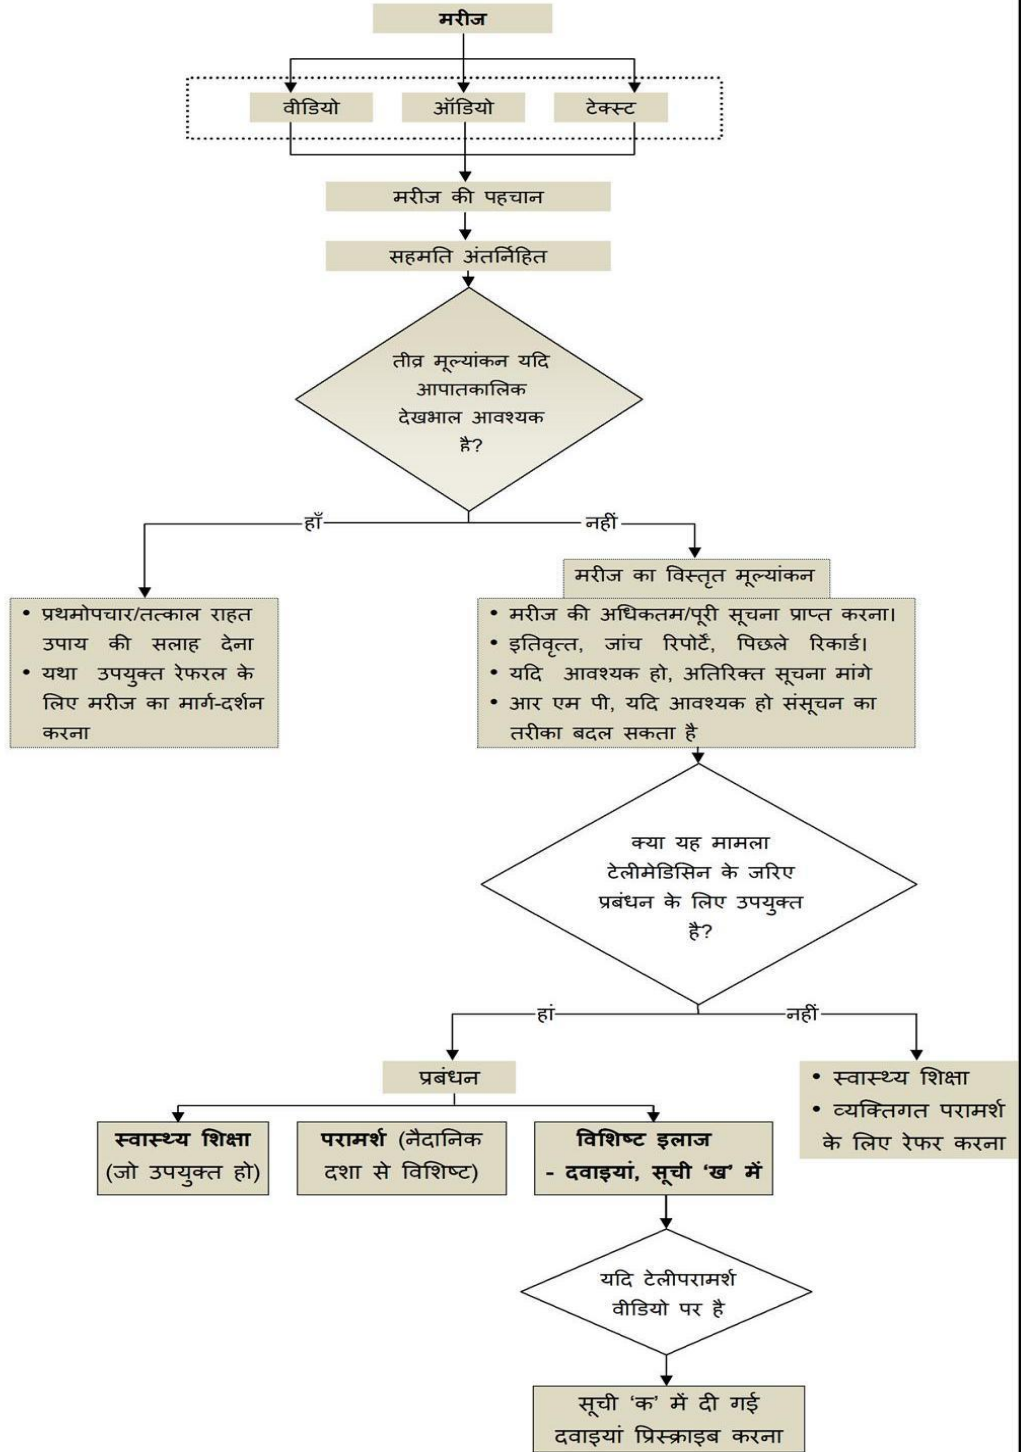 मरीज
वीडियो
ऑडियो
टेक्स्ट
मरीज की पहचान
सहमति अंतर्निहित
तीव्र मूल्यांकन यदि
आपातकालिक
देखभाल आवश्यक
है?
हाँ
नहीं
• प्रथमोपचार/तत्काल राहत
उपाय की सलाह देना
• यथा उपयुक्त रेफरल के
लिए मरीज का मार्ग-दर्शन
करना
मरीज का विस्तृत मूल्यांकन
• मरीज की अधिकतम/पूरी सूचना प्राप्त करना।
• इतिवृत्त, जांच रिपोर्टें, पिछले रिकार्ड।
• यदि आवश्यक हो, अतिरिक्त सूचना मांगे
• आर एम पी, यदि आवश्यक हो संसूचन का
तरीका बदल सकता है
क्या यह मामला
टेलीमेडिसिन के जरिए
प्रबंधन के लिए उपयुक्त
है?
हां
नहीं
प्रबंधन
• स्वास्थ्य शिक्षा
• व्यक्तिगत परामर्श
के लिए रेफर करना
स्वास्थ्य शिक्षा
(जो उपयुक्त हो)
परामर्श (नैदानिक
दशा से विशिष्ट)
विशिष्ट इलाज
- दवाइयां, सूची ‘ख’ में
यदि टेलीपरामर्श
वीडियो पर है
सूची ‘क’ में दी गई
दवाइयां प्रिस्क्राइब करना